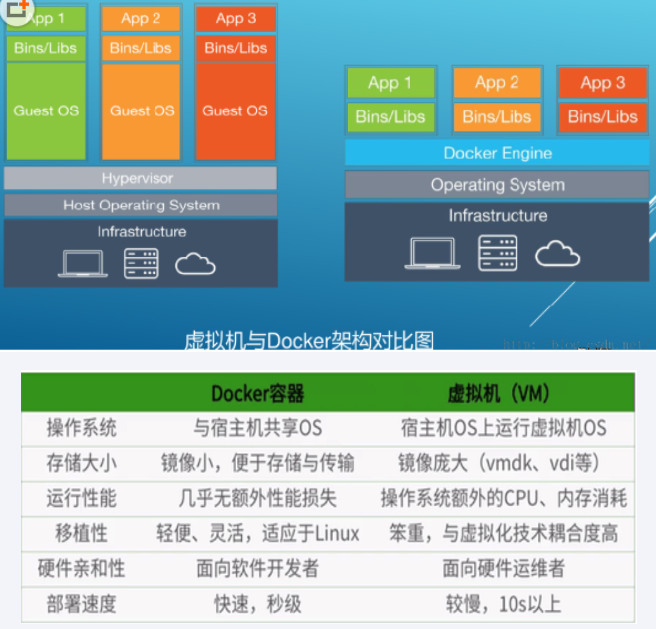 App 1 App 2 App 3
Bins/Libs Bins/Libs Bins/Libs
Guest OS Guest OS Guest OS
Hypervisor
Host Operating System
Infrastructure
App 1 App 2 App 3
Bins/Libs Bins/Libs Bins/Libs
Docker Engine
Operating System
Infrastructure
虚拟机与Docker架构对比图
Docker容器 虚拟机（VM）
操作系统 与宿主机共享OS 宿主机OS上运行虚拟机OS
存储大小 镜像小，便于存储与传输 镜像庞大（vmdk、vdi等）
运行性能 几乎无额外性能损失 操作系统额外的CPU、内存消耗
移植性 轻便、灵活，适应于Linux 笨重，与虚拟化技术耦合度高
硬件亲和性 面向软件开发者 面向硬件运维者
部署速度 快速，秒级 较慢，10s以上